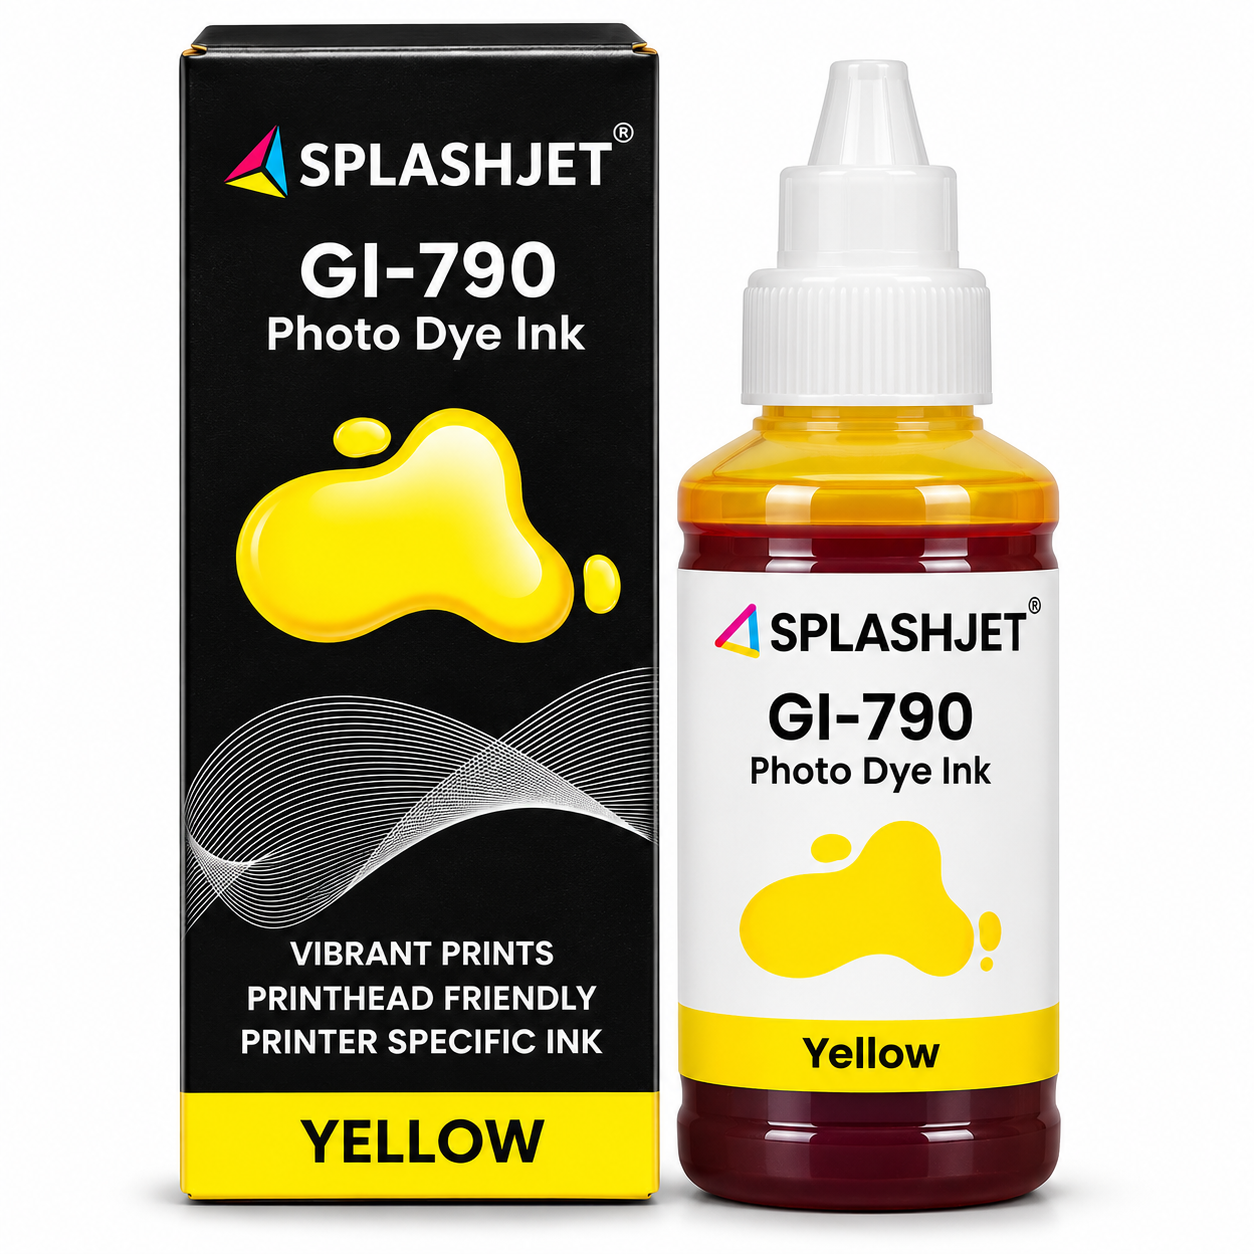 SPLASHJET®
GI-790
Photo Dye Ink
VIBRANT PRINTS
PRINTHEAD FRIENDLY
PRINTER SPECIFIC INK
YELLOW
SPLASHJET®
GI-790
Photo Dye Ink
Yellow